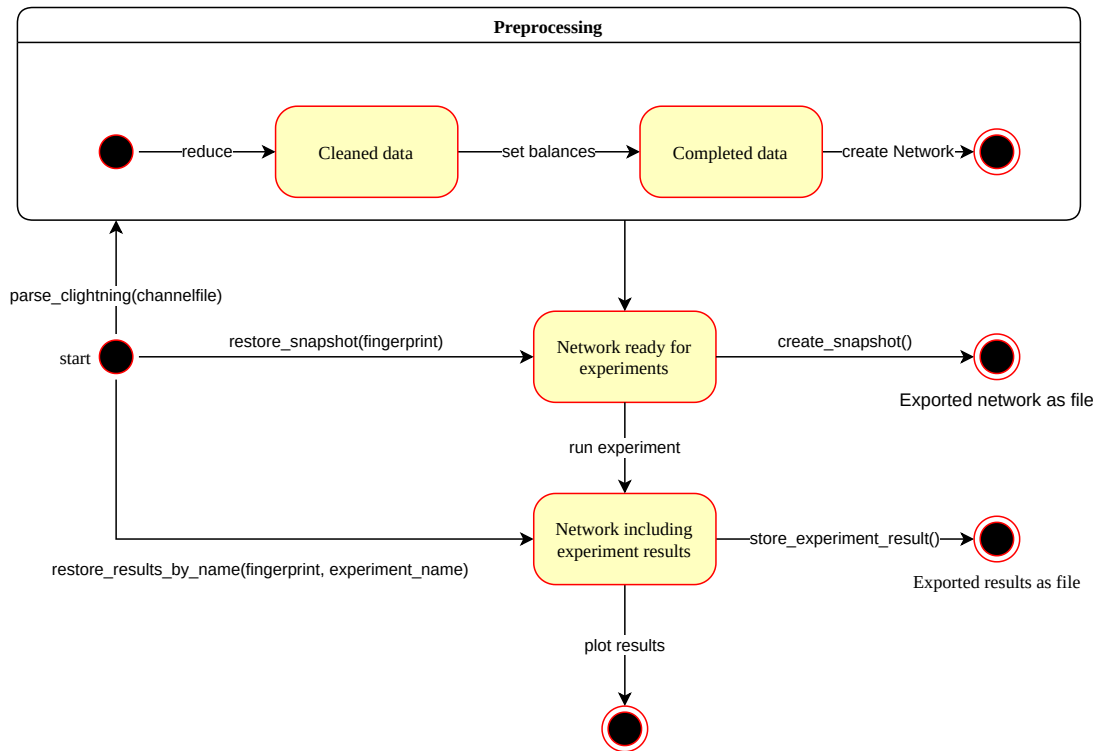 Preprocessing
reduce
Cleaned data
set balances
Completed data
create Network
parse_clightning(channelfile)
start
restore_snapshot(fingerprint)
Network ready for
experiments
create_snapshot()
Exported network as file
run experiment
Network including
experiment results
store_experiment_result()
restore_results_by_name(fingerprint, experiment_name)
Exported results as file
plot results